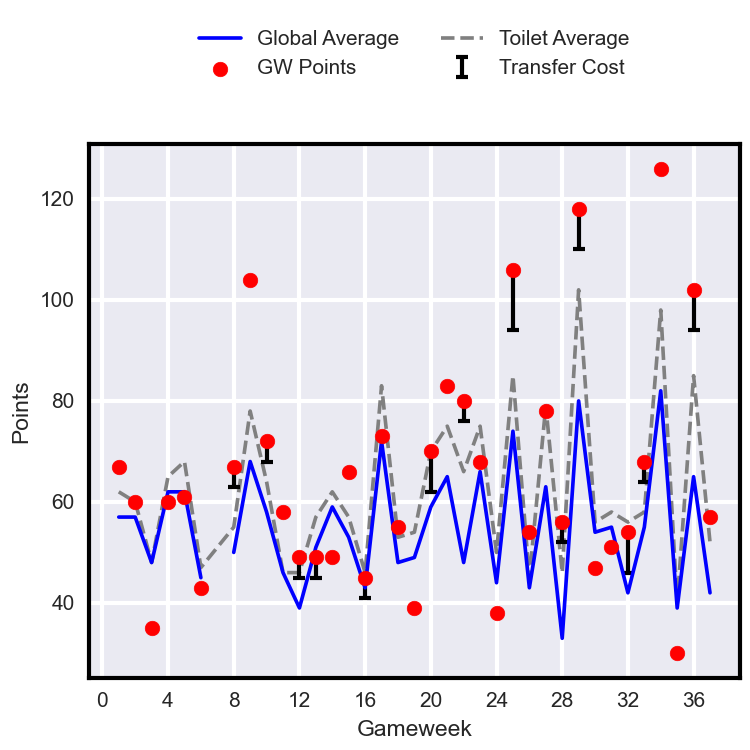 Global Average
Toilet Average
GW Points
Transfer Cost
120
100
80
60
40
Points
0 4 8 12 16 20 24 28 32 36
Gameweek